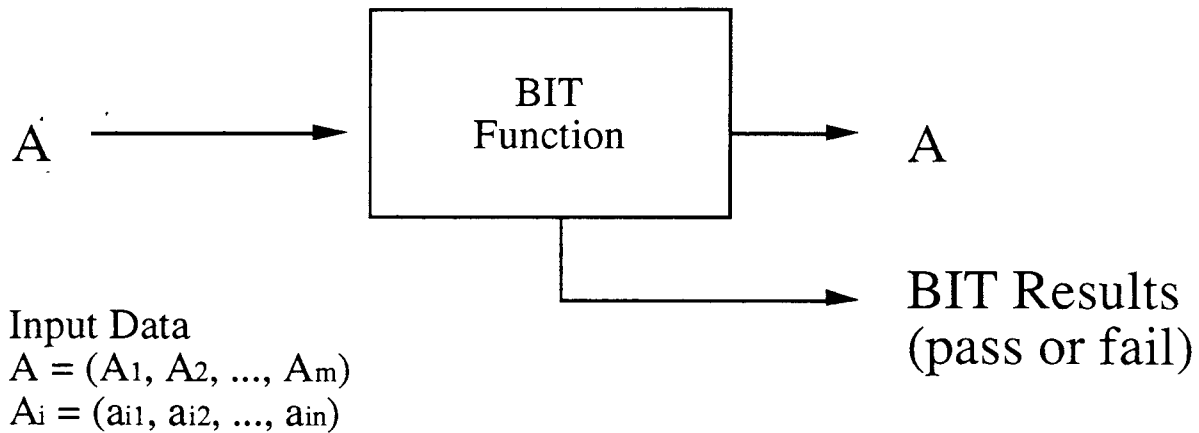 BIT
Function
A
A
BIT Results
(pass or fail)
Input Data
A = (A1, A2, ..., Am)
Ai = (ai1, ai2, ..., ain)